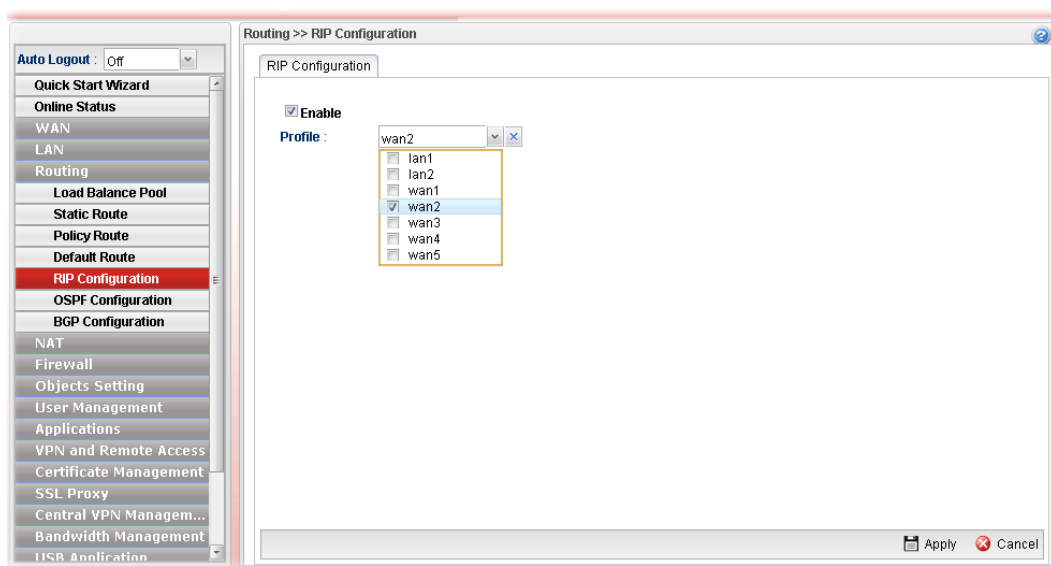 Routing >> RIP Configuration
Auto Logout : Off
Quick Start Wizard
Online Status
WAN
LAN
Routing
Load Balance Pool
Static Route
Policy Route
Default Route
RIP Configuration
OSPF Configuration
BGP Configuration
NAT
Firewall
Objects Setting
User Management
Applications
VPN and Remote Access
Certificate Management
SSL Proxy
Central VPN Managem...
Bandwidth Management
USB Application
RIP Configuration
Enable
Profile : wan2
lan1
lan2
wan1
wan2
wan3
wan4
wan5
Apply Cancel